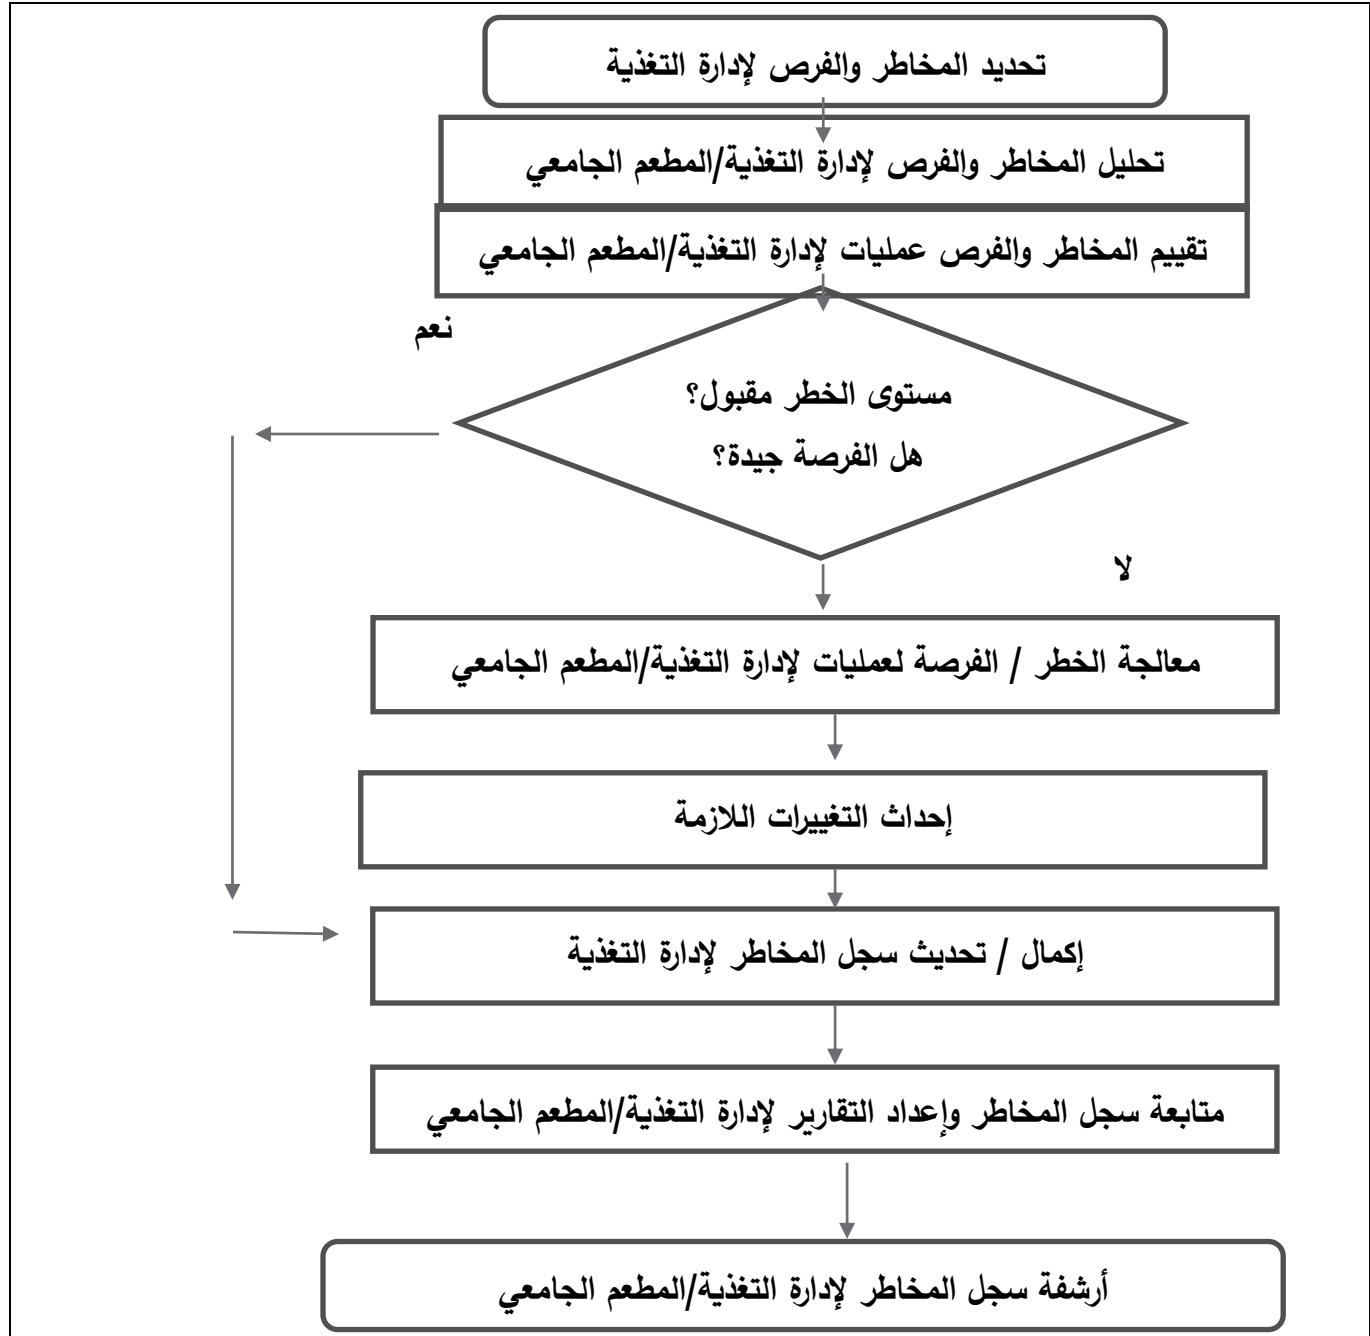 تحديد المخاطر والفرص لإدارة التغذية
تحليل المخاطر والفرص لإدارة التغذية/المطعم الجامعي
تقييم المخاطر والفرص عمليات لإدارة التغذية/المطعم الجامعي
نعم
مستوى الخطر مقبول؟
هل الفرصة جيدة؟
لا
معالجة الخطر / الفرصة لعمليات لإدارة التغذية/المطعم الجامعي
إحداث التغييرات اللازمة
إكمال / تحديث سجل المخاطر لإدارة التغذية
متابعة سجل المخاطر وإعداد التقارير لإدارة التغذية/المطعم الجامعي
أرشفة سجل المخاطر لإدارة التغذية/المطعم الجامعي